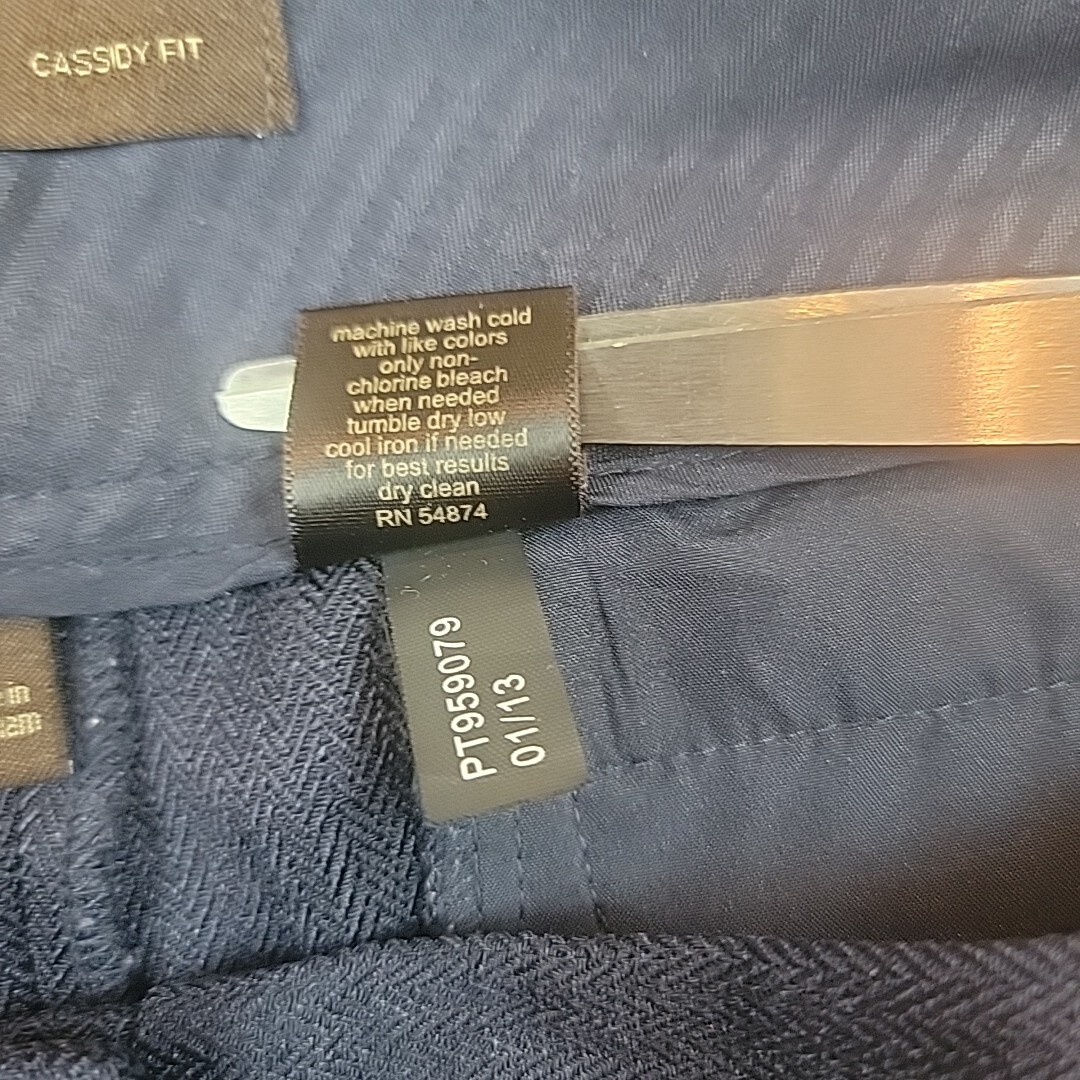 CASSIDY FIT
machine wash cold
with like colors
only non-
chlorine bleach
when needed
tumble dry low
cool iron if needed
for best results
dry clean
RN 54874
PT959079
01/13
in